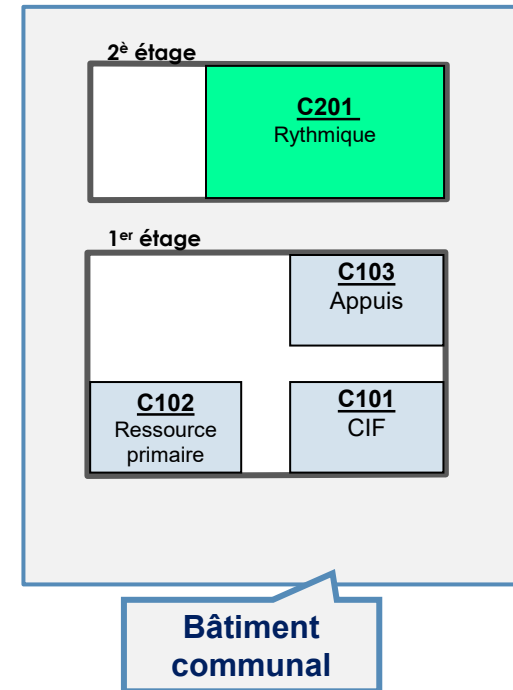 2è étage
C201
Rythmique
1er étage
C103
Appuis
C102
Ressource
primaire
C101
CIF
Bâtiment
communal